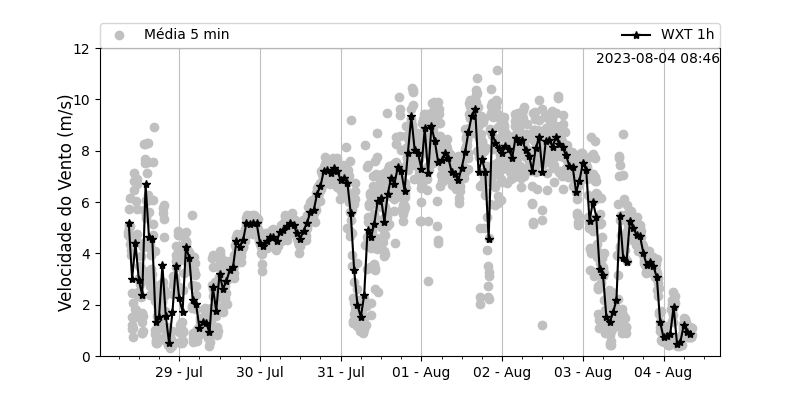 Média 5 min
WXT 1h
2023-08-04 08:46
Velocidade do Vento (m/s)
12
10
8
6
4
2
0
29 - Jul
30 - Jul
31 - Jul
01 - Aug
02 - Aug
03 - Aug
04 - Aug